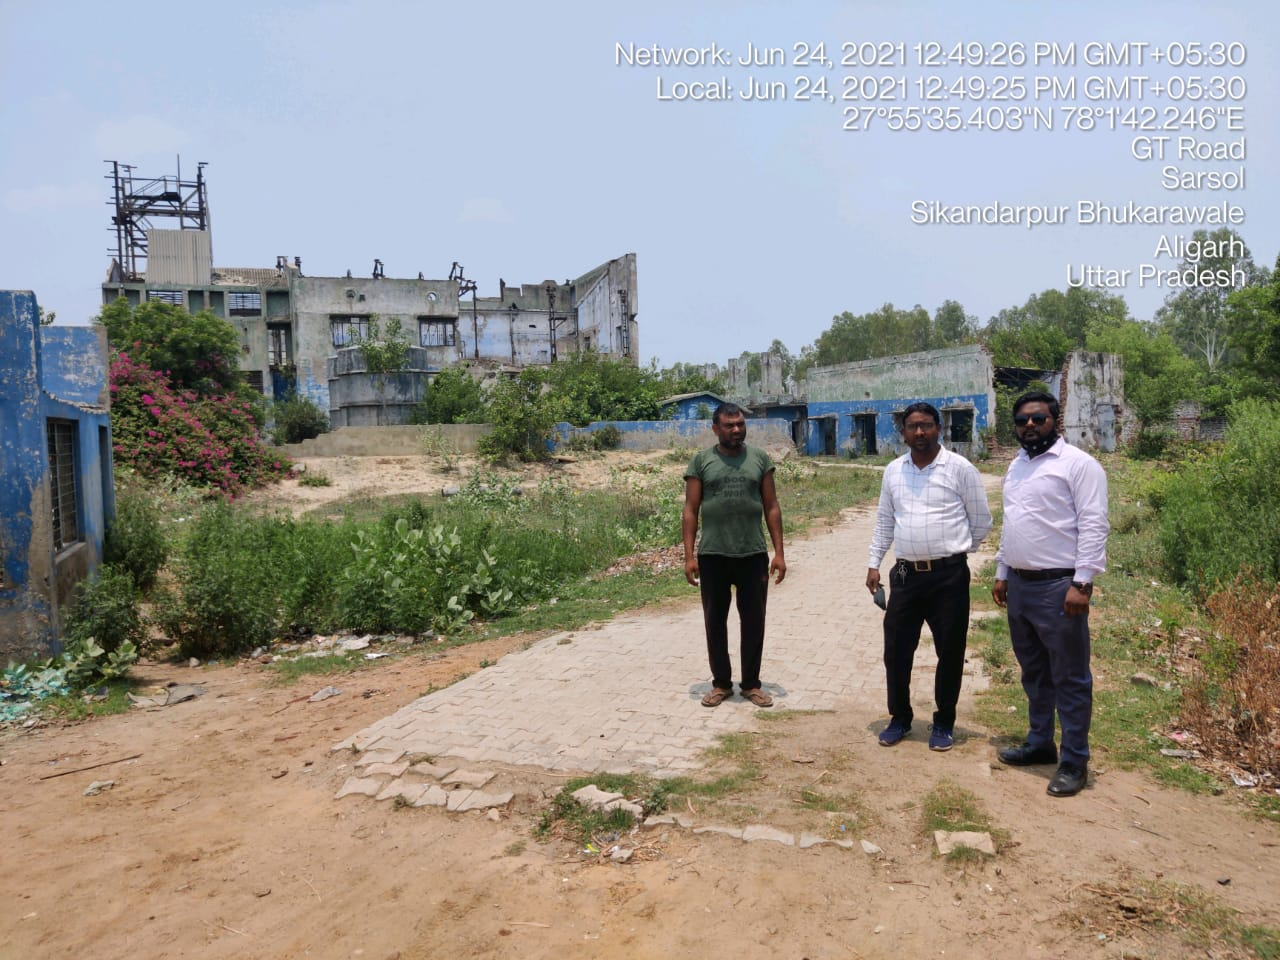 Network: Jun 24, 2021 12:49:26 PM GMT+05:30
Local: Jun 24, 2021 12:49:25 PM GMT+05:30
27°55'35.403"N 78°1'42.246"E
GT Road
Sarsol
Sikandarpur Bhukarawale
Aligarh
Uttar Pradesh